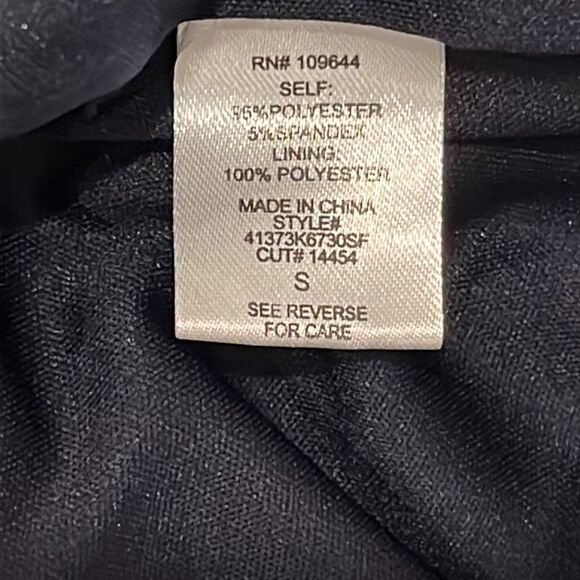 RN# 109644
SELF:
95%POLYESTER
5%SPANDEX
LINING:
100% POLYESTER
MADE IN CHINA
STYLE#
41373K6730SF
CUT# 14454
S
SEE REVERSE
FOR CARE